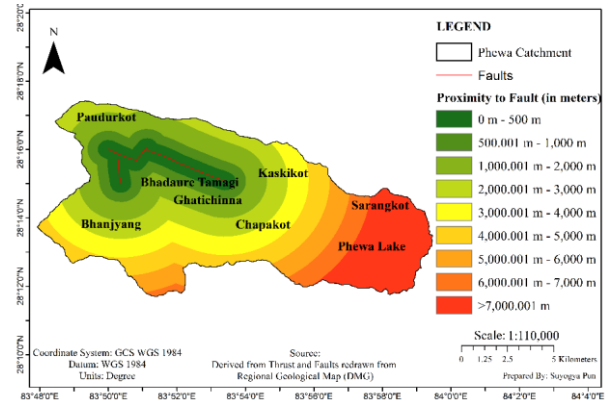 LEGEND
Phewa Catchment
Faults
Proximity to Fault (in meters)
0 m - 500 m
500.001 m - 1,000 m
1,000.001 m - 2,000 m
2,000.001 m - 3,000 m
3,000.001 m - 4,000 m
4,000.001 m - 5,000 m
5,000.001 m - 6,000 m
6,000.001 m - 7,000 m
>7,000.001 m
Scale: 1:110,000
0 1.25 2.5 5 Kilometers
Prepared By: Suyogya Pun
N
Paudurkot
Bhadaure Tamagi
Ghatichinna
Kaskikot
Sarangkot
Bhanjyang
Chapakot
Phewa Lake
Coordinate System: GCS WGS 1984
Datum: WGS 1984
Units: Degree
Source:
Derived from Thrust and Faults redrawn from
Regional Geological Map (DMG)
28°18'0"N
28°16'0"N
28°14'0"N
28°12'0"N
28°10'0"N
83°48'0"E 83°50'0"E 83°52'0"E 83°54'0"E 83°56'0"E 83°58'0"E 84°0'0"E 84°2'0"E 84°4'0"E